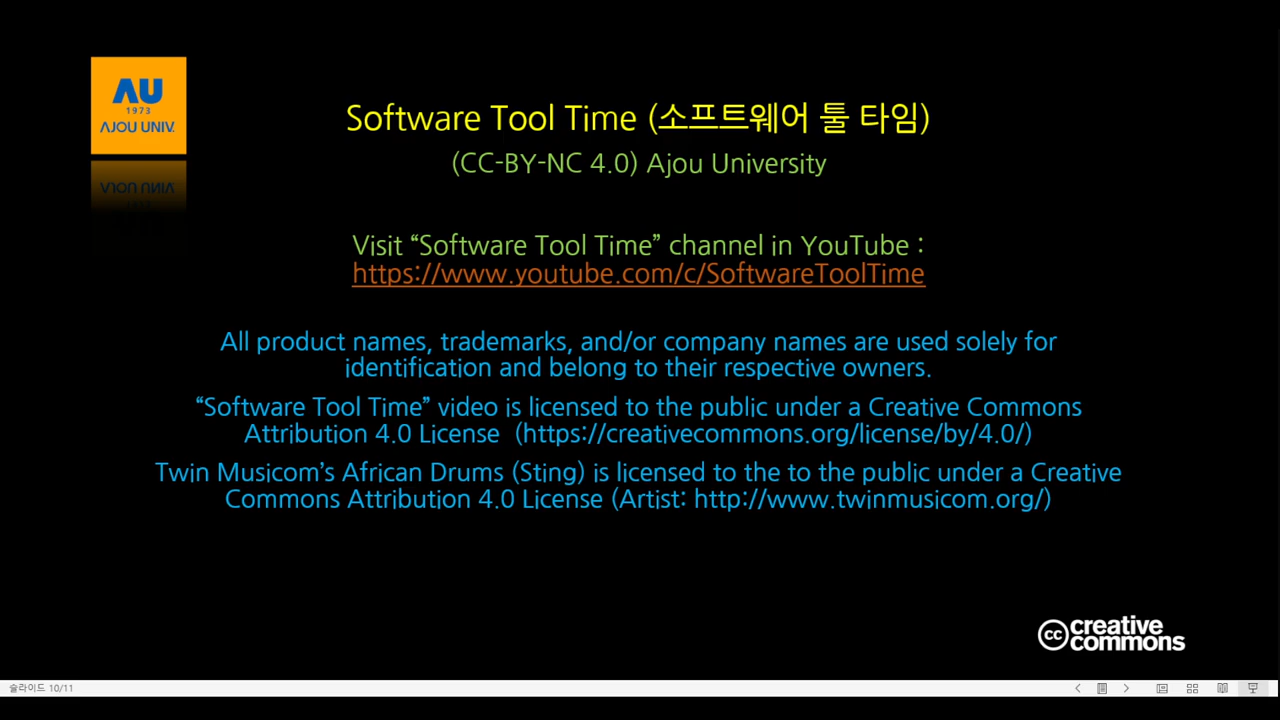 AU
1973
AJOU UNIV.
Software Tool Time (소프트웨어 툴 타임)
(CC-BY-NC 4.0) Ajou University
Visit “Software Tool Time” channel in YouTube :
https://www.youtube.com/c/SoftwareToolTime
All product names, trademarks, and/or company names are used solely for
identification and belong to their respective owners.
“Software Tool Time” video is licensed to the public under a Creative Commons
Attribution 4.0 License (https://creativecommons.org/license/by/4.0/)
Twin Musicom’s African Drums (Sting) is licensed to the to the public under a Creative
Commons Attribution 4.0 License (Artist: http://www.twinmusicom.org/)
cc creative
commons
슬라이드 10/11